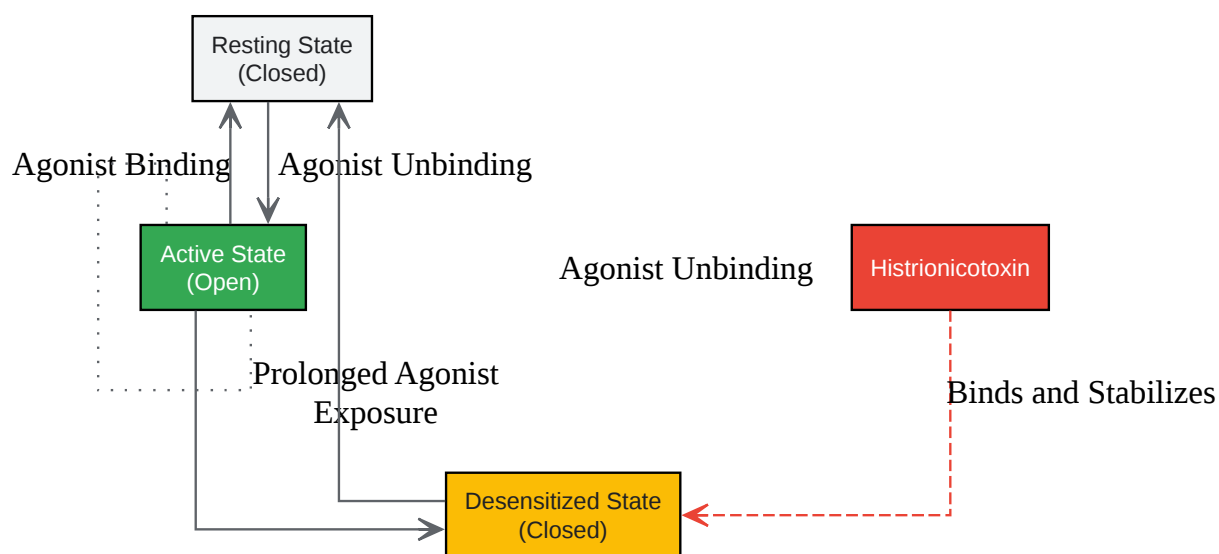 Resting State
(Closed)
Agonist Binding
Agonist Unbinding
Active State
(Open)
Agonist Unbinding
Histrionicotoxin
Prolonged Agonist
Exposure
Binds and Stabilizes
Desensitized State
(Closed)